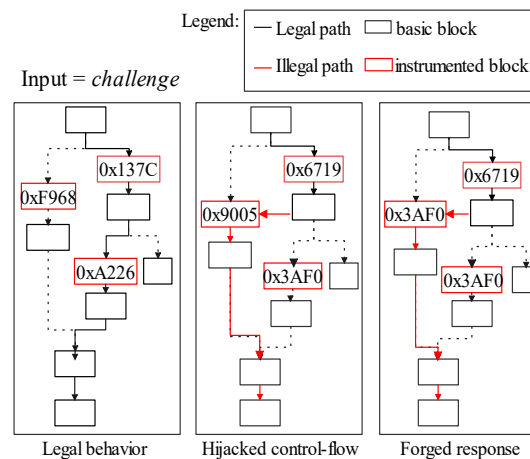 Legend:
Legal path
basic block
Illegal path
instrumented block
Input = challenge
0x137C
0xF968
0xA226
0x6719
0x9005
0x3AF0
0x6719
0x3AF0
0x3AF0
Legal behavior
Hijacked control-flow
Forged response